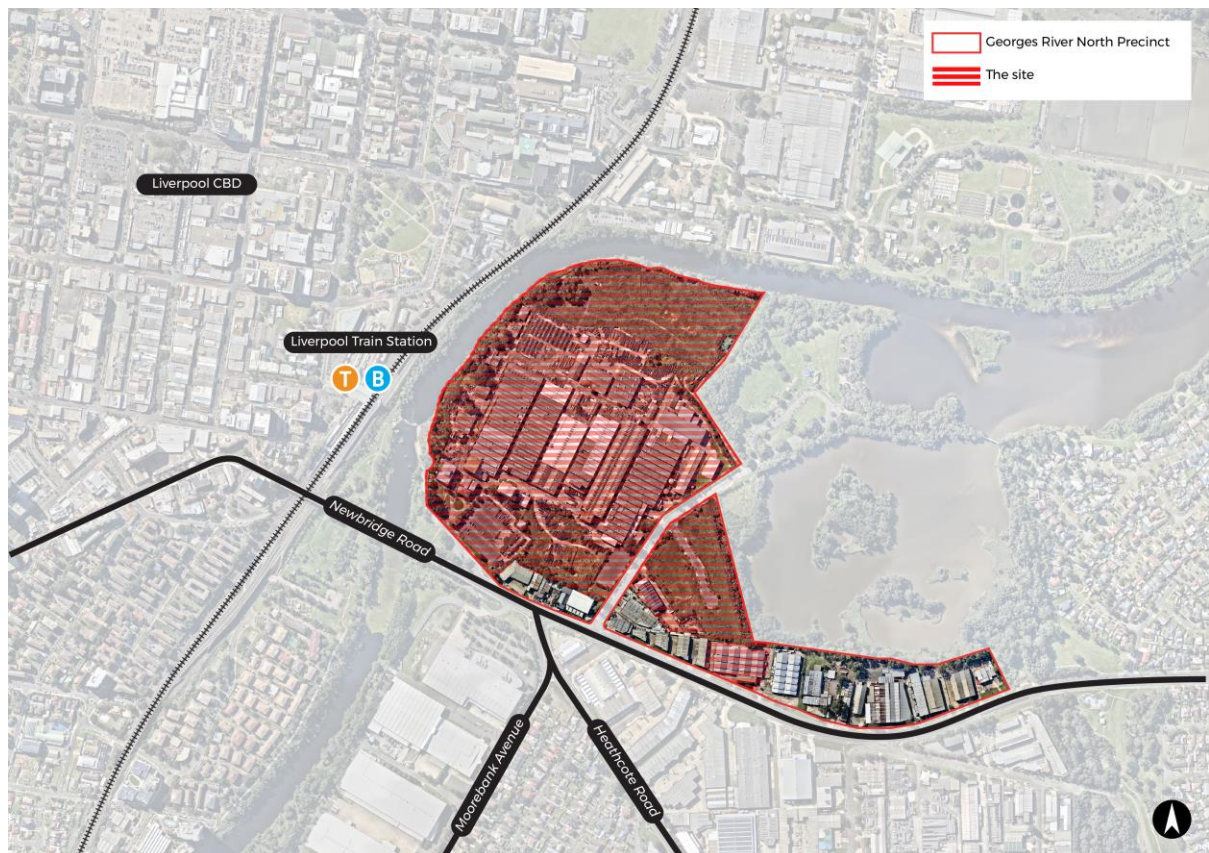 Georges River North Precinct
The site
Liverpool CBD
Liverpool Train Station
T B
Newbridge Road
Moorebank Avenue
Heathcote Road